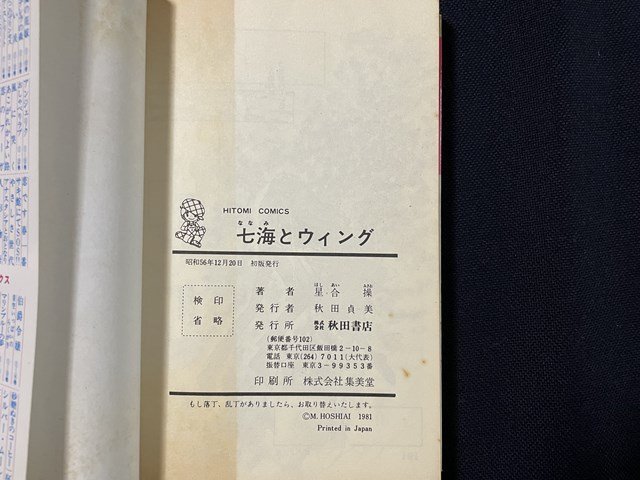 HITOMI COMICS
ななみ
七海とウィング
昭和56年12月20日 初版発行
検印
省略
ほしあい みさお
著者 星合操
発行者 秋田貞美
発行所 株式会社 秋田書店
(郵便番号102)
東京都千代田区飯田橋2-10-8
電話 東京(264)7011(大代表)
振替口座 東京3-99353番
印刷所 株式会社集美堂
もし落丁、乱丁がありましたら、お取り替えいたします。
©M. HOSHIAI 1981
Printed in Japan